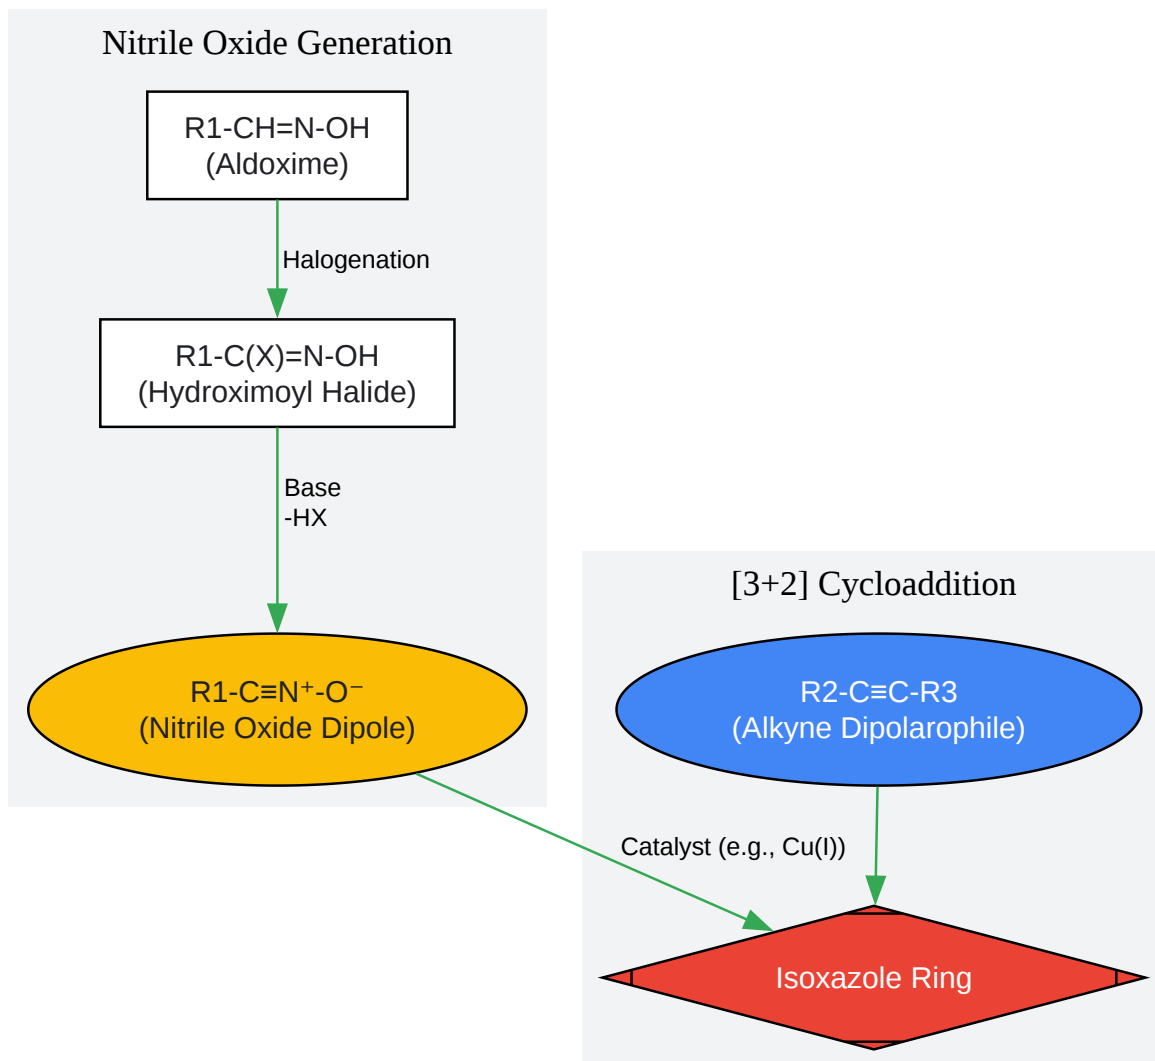 Nitrile Oxide Generation
R1-CH=N-OH
(Aldoxime)
Halogenation
R1-C(X)=N-OH
(Hydroximoyl Halide)
Base
-HX
R1-C≡N⁺-O⁻
(Nitrile Oxide Dipole)
[3+2] Cycloaddition
R2-C≡C-R3
(Alkyne Dipolarophile)
Catalyst (e.g., Cu(I))
Isoxazole Ring